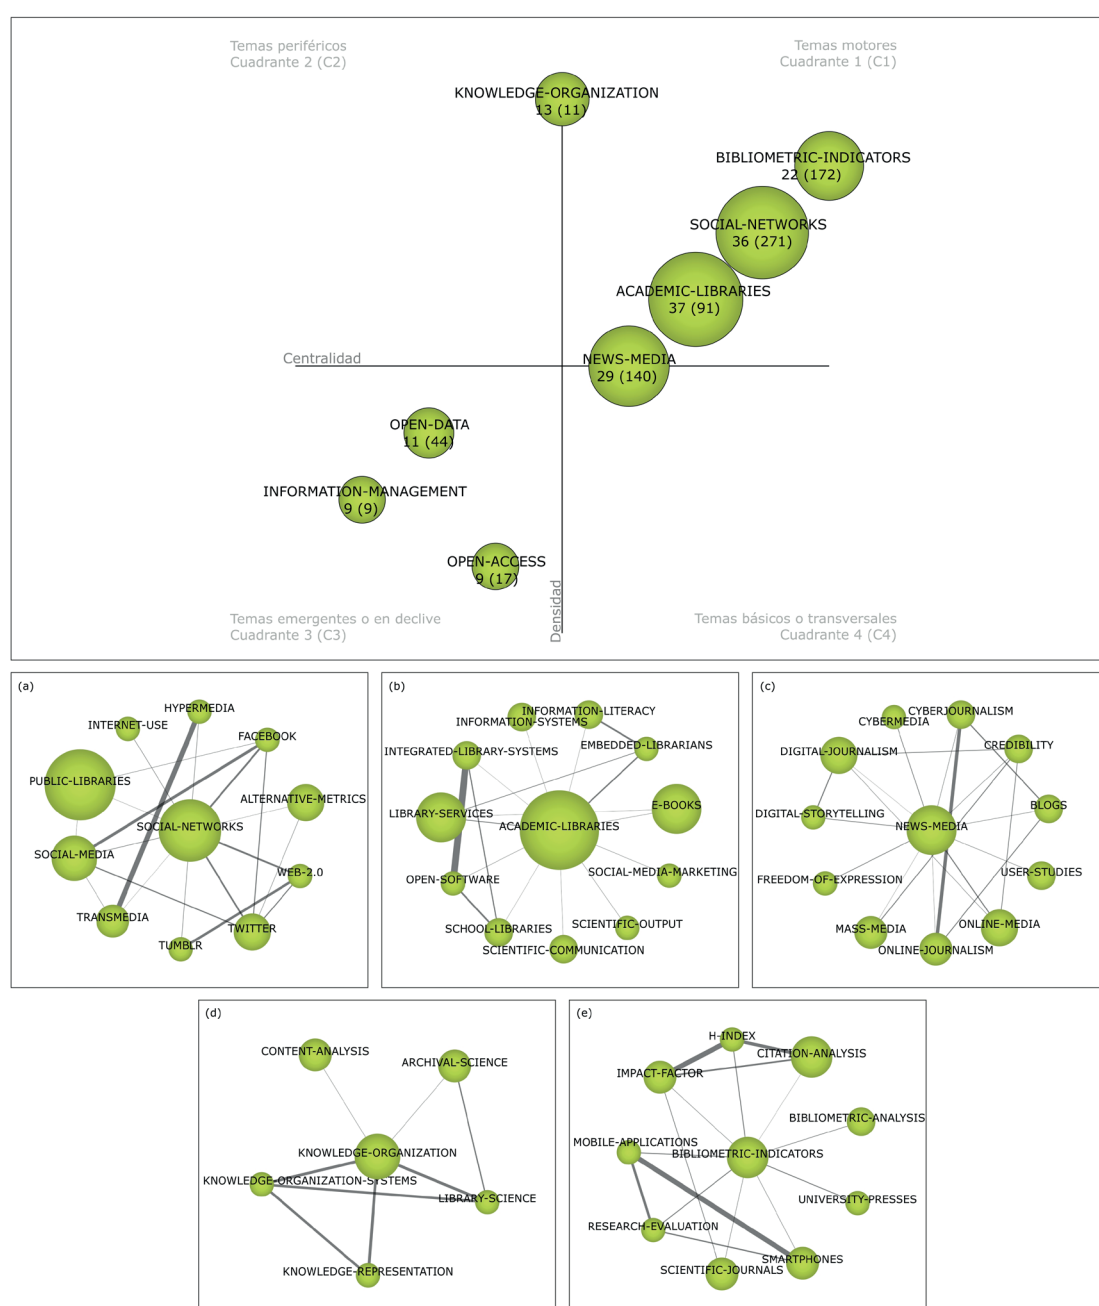 Temas periféricos
Cuadrante 2 (C2)
Temas motores
Cuadrante 1 (C1)
KNOWLEDGE-ORGANIZATION
13 (11)
BIBLIOMETRIC-INDICATORS
22 (172)
SOCIAL-NETWORKS
36 (271)
ACADEMIC-LIBRARIES
37 (91)
Centralidad
NEWS-MEDIA
29 (140)
OPEN-DATA
11 (44)
INFORMATION-MANAGEMENT
9 (9)
OPEN-ACCESS
9 (17)
Densidad
Temas emergentes o en declive
Cuadrante 3 (C3)
Temas básicos o transversales
Cuadrante 4 (C4)
(a)
HYPERMEDIA
INTERNET-USE
FACEBOOK
PUBLIC-LIBRARIES
ALTERNATIVE-METRICS
SOCIAL-NETWORKS
SOCIAL-MEDIA
WEB-2.0
TRANSMEDIA
TWITTER
TUMBLR
(b)
INFORMATION-LITERACY
INFORMATION-SYSTEMS
EMBEDDED-LIBRARIANS
INTEGRATED-LIBRARY-SYSTEMS
E-BOOKS
LIBRARY-SERVICES
ACADEMIC-LIBRARIES
SOCIAL-MEDIA-MARKETING
OPEN-SOFTWARE
SCIENTIFIC-OUTPUT
SCHOOL-LIBRARIES
SCIENTIFIC-COMMUNICATION
(c)
CYBERJOURNALISM
CYBERMEDIA
CREDIBILITY
DIGITAL-JOURNALISM
BLOGS
DIGITAL-STORYTELLING
NEWS-MEDIA
USER-STUDIES
FREEDOM-OF-EXPRESSION
ONLINE-MEDIA
MASS-MEDIA
ONLINE-JOURNALISM
(d)
CONTENT-ANALYSIS
ARCHIVAL-SCIENCE
KNOWLEDGE-ORGANIZATION
KNOWLEDGE-ORGANIZATION-SYSTEMS
LIBRARY-SCIENCE
KNOWLEDGE-REPRESENTATION
(e)
H-INDEX
CITATION-ANALYSIS
IMPACT-FACTOR
BIBLIOMETRIC-ANALYSIS
MOBILE-APPLICATIONS
BIBLIOMETRIC-INDICATORS
UNIVERSITY-PRESSES
RESEARCH-EVALUATION
SMARTPHONES
SCIENTIFIC-JOURNALS